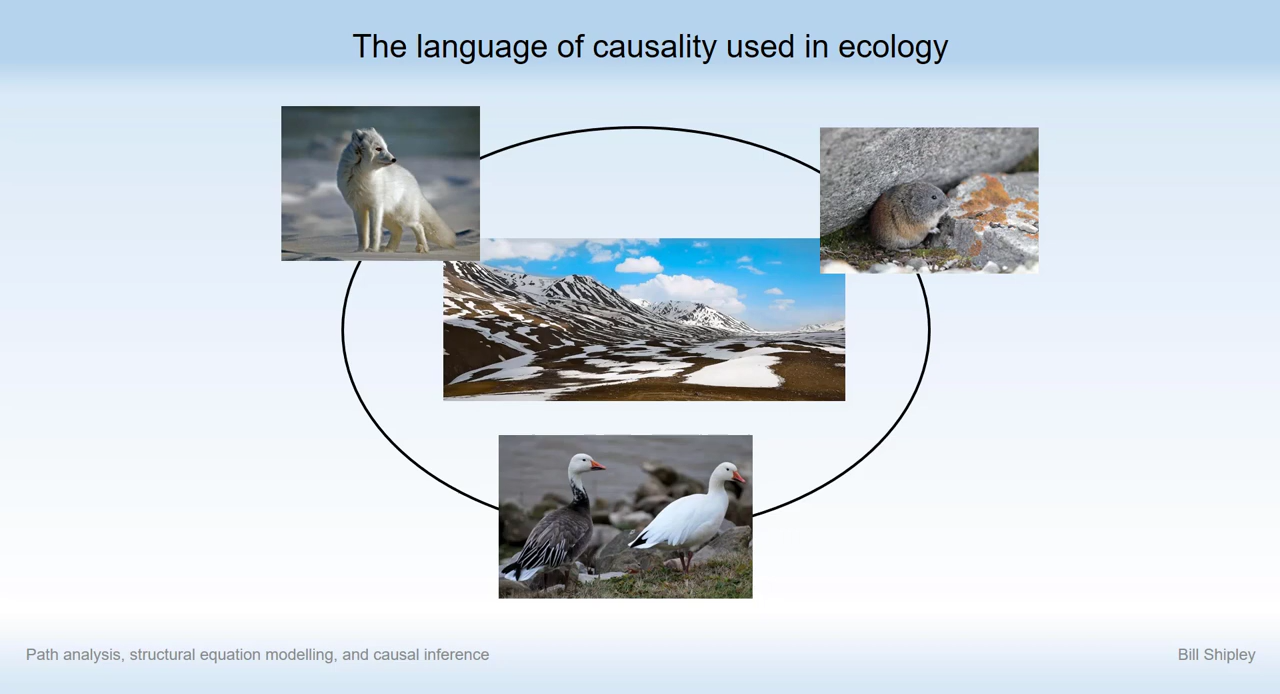 The language of causality used in ecology
Path analysis, structural equation modelling, and causal inference
Bill Shipley